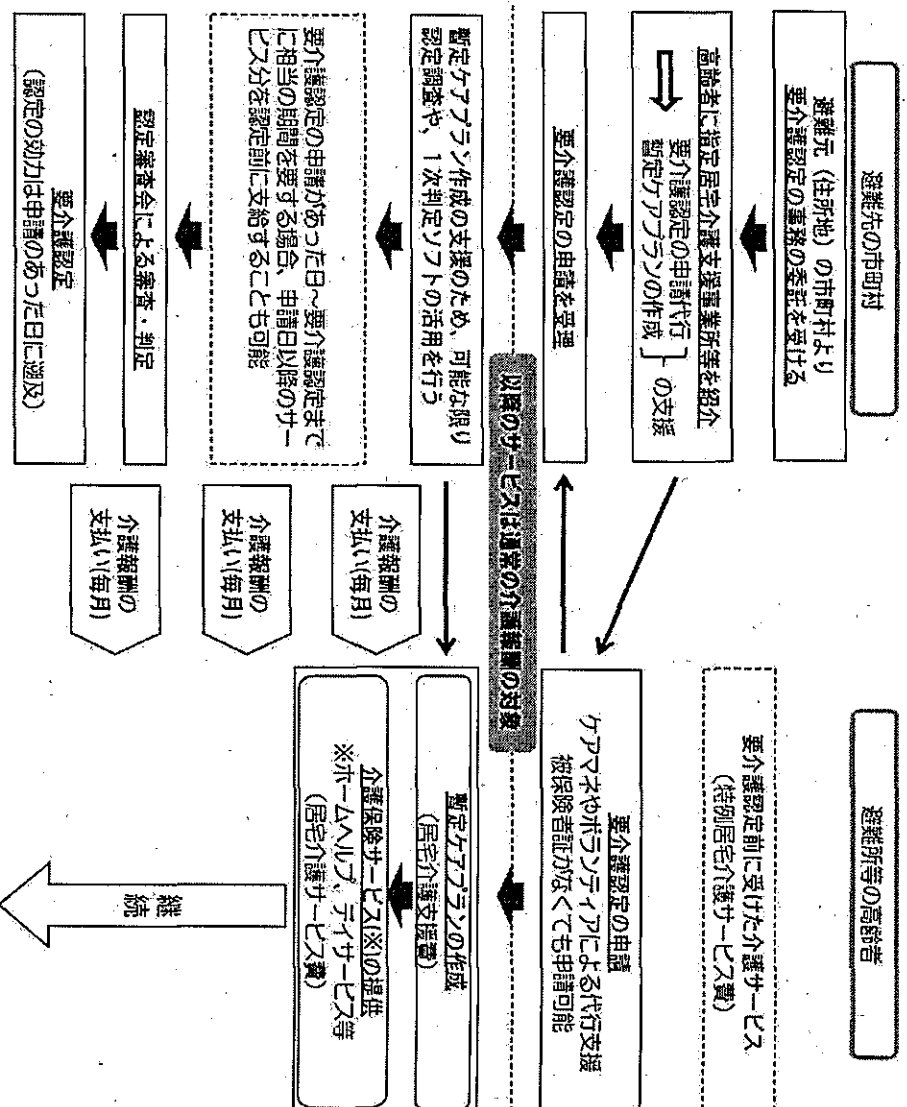 避難先の市町村
避難元（住所地）の市町村より
要介護認定の事務の委託を受ける
高齢者に指定居宅介護支援事業所等を紹介
要介護認定の申請代行
暫定ケアプランの作成
の支援
要介護認定の申請を受理
以降のサービスは通常の介護報酬の対象
暫定ケアプラン作成の支援のため、可能な限り
認定調査や、1次判定ソフトの活用を行う
要介護認定の申請があった日～要介護認定まで
に相当の期間を要する場合、申請日以降のサー
ビス分を認定前に支給することも可能
認定審査会による審査・判定
要介護認定
（認定の効力は申請のあった日に遡及）
介護報酬の
支払い(毎月)
介護報酬の
支払い(毎月)
介護報酬の
支払い(毎月)
避難所等の高齢者
要介護認定前に受けた介護サービス
（特例居宅介護サービス費）
要介護認定の申請
ケアマネやボランティアによる代行支援
被保険者証がなくても申請可能
暫定ケアプランの作成
（居宅介護支援費）
介護保険サービス(※)の提供
※ホームヘルプ、デイサービス等
（居宅介護サービス費）
継続